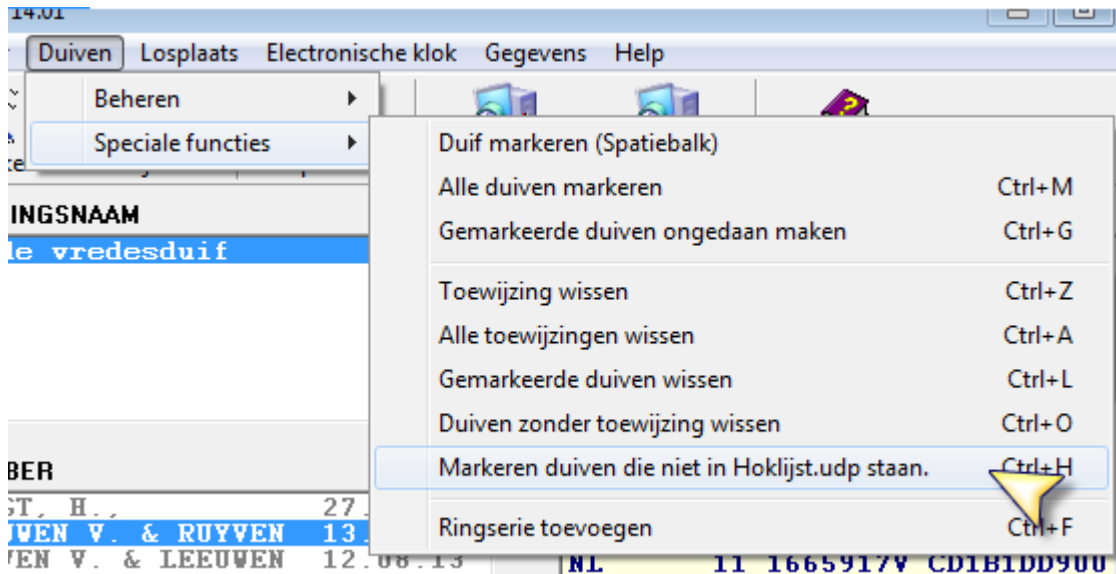 14.01
Duiven Losplaats Electronische klok Gegevens Help
Beheren
Speciale functies
Duif markeren (Spatiebalk)
Alle duiven markeren Ctrl+M
Gemarkeerde duiven ongedaan maken Ctrl+G
Toewijzing wissen Ctrl+Z
Alle toewijzingen wissen Ctrl+A
Gemarkeerde duiven wissen Ctrl+L
Duiven zonder toewijzing wissen Ctrl+O
Markeren duiven die niet in Hoklijst.udp staan. Ctrl+H
Ringserie toevoegen Ctrl+F
INGSNAAM
le vredesduif
BER
GT, H., 27.
UWEN V. & RUYVEN 13.
VEN V. & LEEUWEN 12.08.13
NL 11 1665917V CD1B1DD900